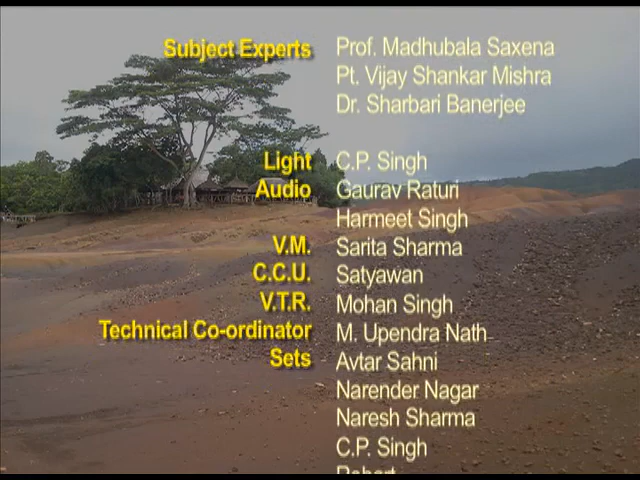 Subject Experts Prof. Madhubala Saxena
Pt. Vijay Shankar Mishra
Dr. Sharbari Banerjee
Light C.P. Singh
Audio Gaurav Raturi
Harmeet Singh
V.M. Sarita Sharma
C.C.U. Satyawan
V.T.R. Mohan Singh
Technical Co-ordinator M. Upendra Nath
Sets Avtar Sahni
Narender Nagar
Naresh Sharma
C.P. Singh